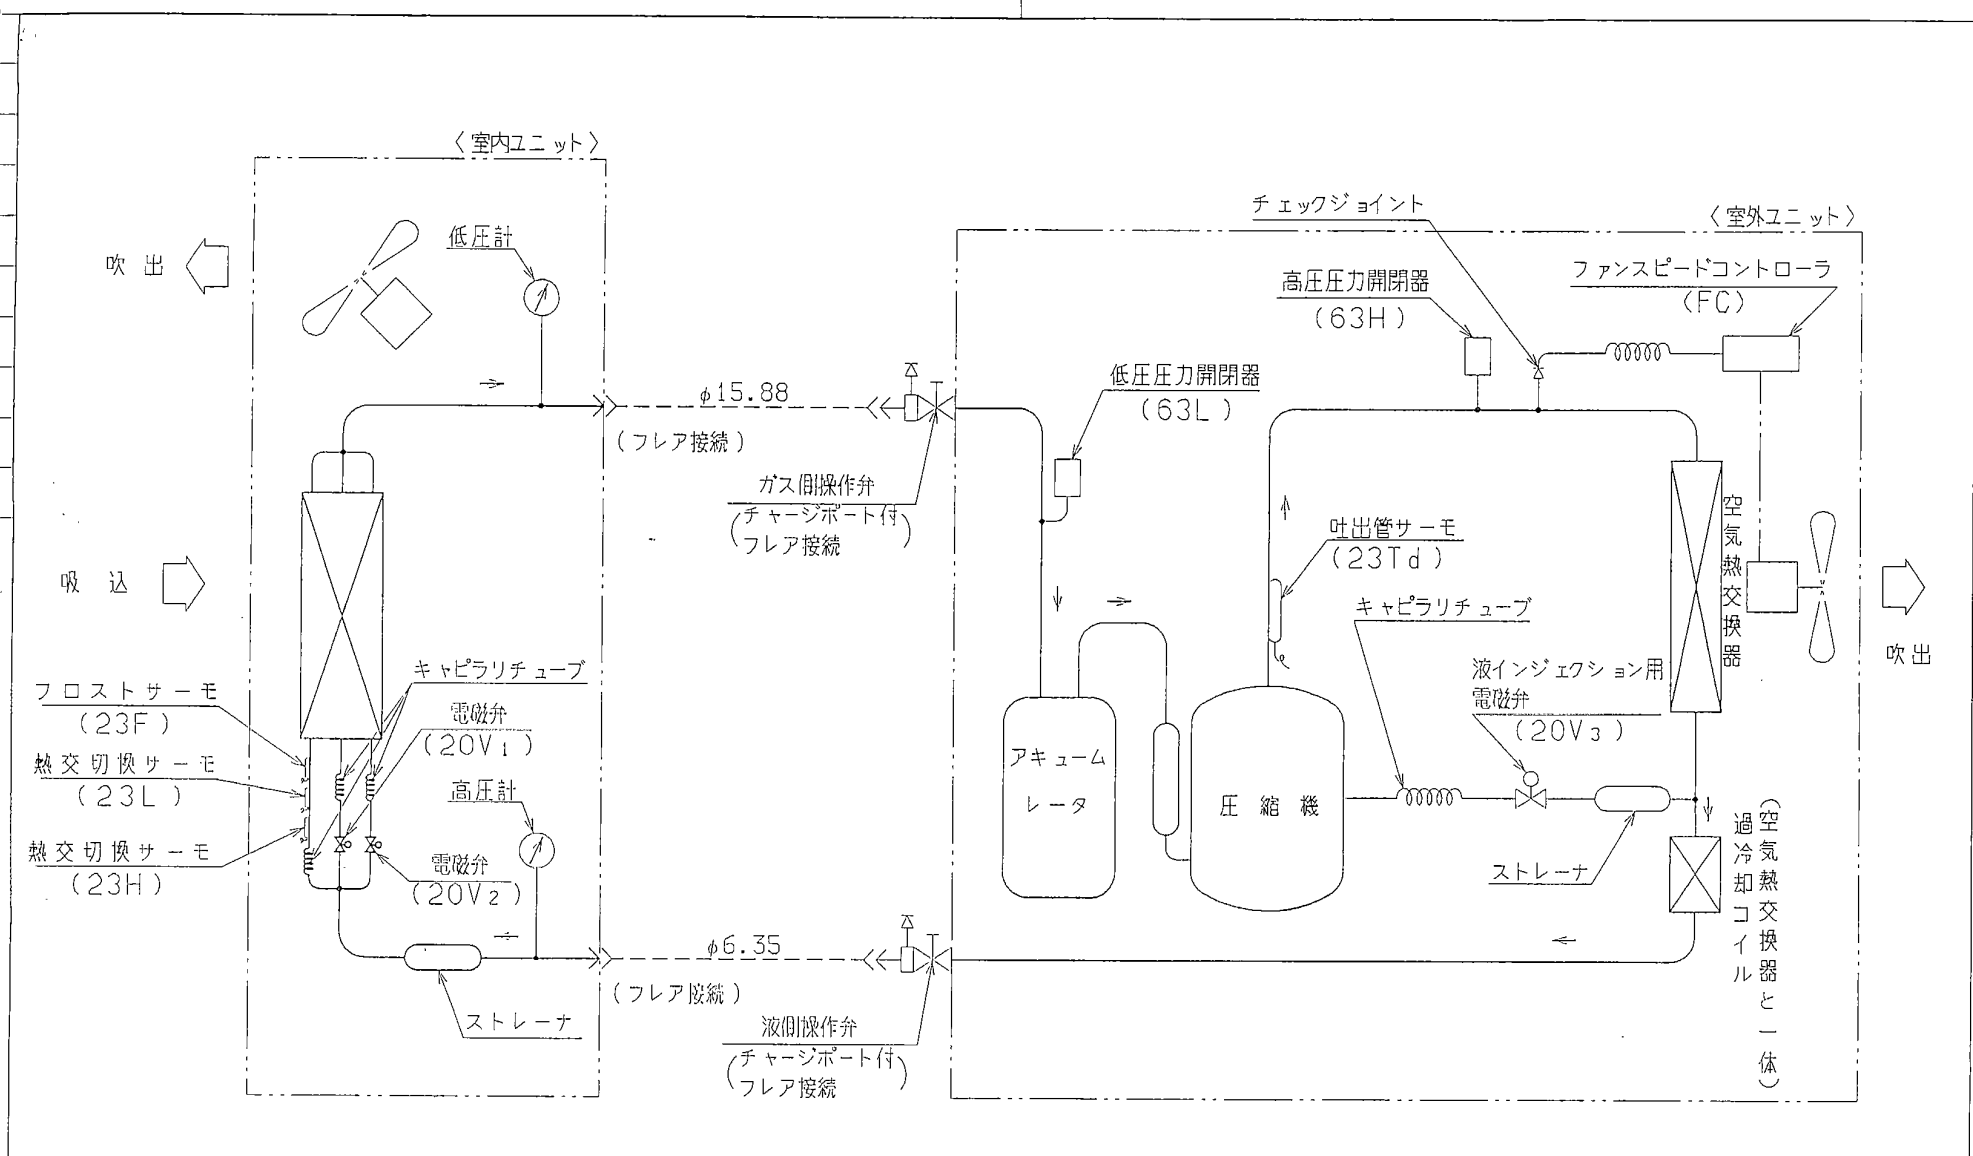 〈室内ユニット〉
吹出
低圧計
吸込
フロストサーモ
(23F)
熱交切換サーモ
(23L)
熱交切換サーモ
(23H)
キャピラリチューブ
電磁弁
(20V₁)
高圧計
電磁弁
(20V₂)
ストレーナ
φ15.88
(フレア接続)
ガス側操作弁
(チャージポート付)
フレア接続
φ6.35
(フレア接続)
液側操作弁
(チャージポート付)
フレア接続
〈室外ユニット〉
チェックジョイント
高圧圧力開閉器
(63H)
ファンスピードコントローラ
(FC)
低圧圧力開閉器
(63L)
吐出管サーモ
(23Td)
キャピラリチューブ
液インジェクション用
電磁弁
(20V₃)
アキューム
レータ
圧縮機
ストレーナ
空気熱交換器
吹出
過冷却コイル
(空気熱交換器と一体)